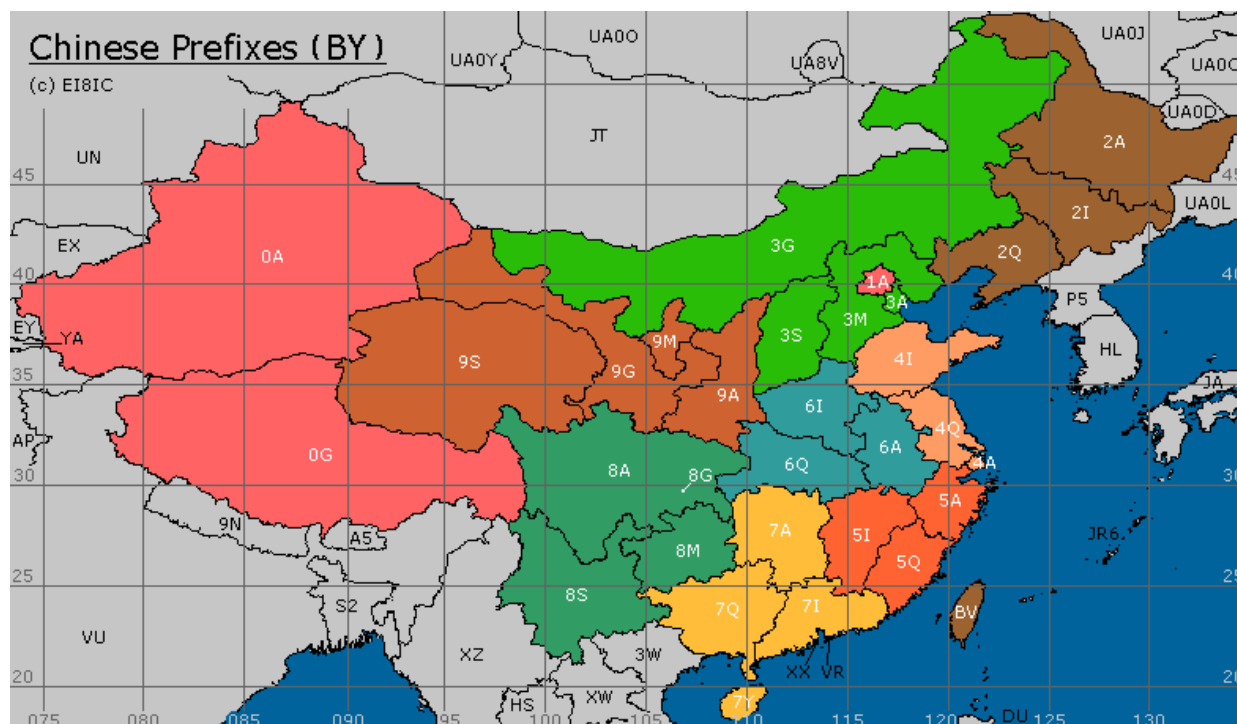 Chinese Prefixes (BY)
(c) EI8IC
UA0Y
UA0O
UA8V
UA0J
UA0C
UA0D
UN
JT
2A
45
45
UA0L
EX
0A
3G
2I
2Q
40
40
1A
3A
P5
EY
YA
9S
9M
3S
3M
HL
9G
4I
35
35
9A
JA
AP
6I
4Q
0G
8A
8G
6Q
6A
4A
30
30
9N
A5
7A
5A
5I
8M
5Q
JR6
25
25
S2
8S
7Q
7I
BV
VU
XZ
3W
XX
VR
20
20
HS
XW
7Y
DU
075
080
085
090
095
100
105
110
115
120
125
130